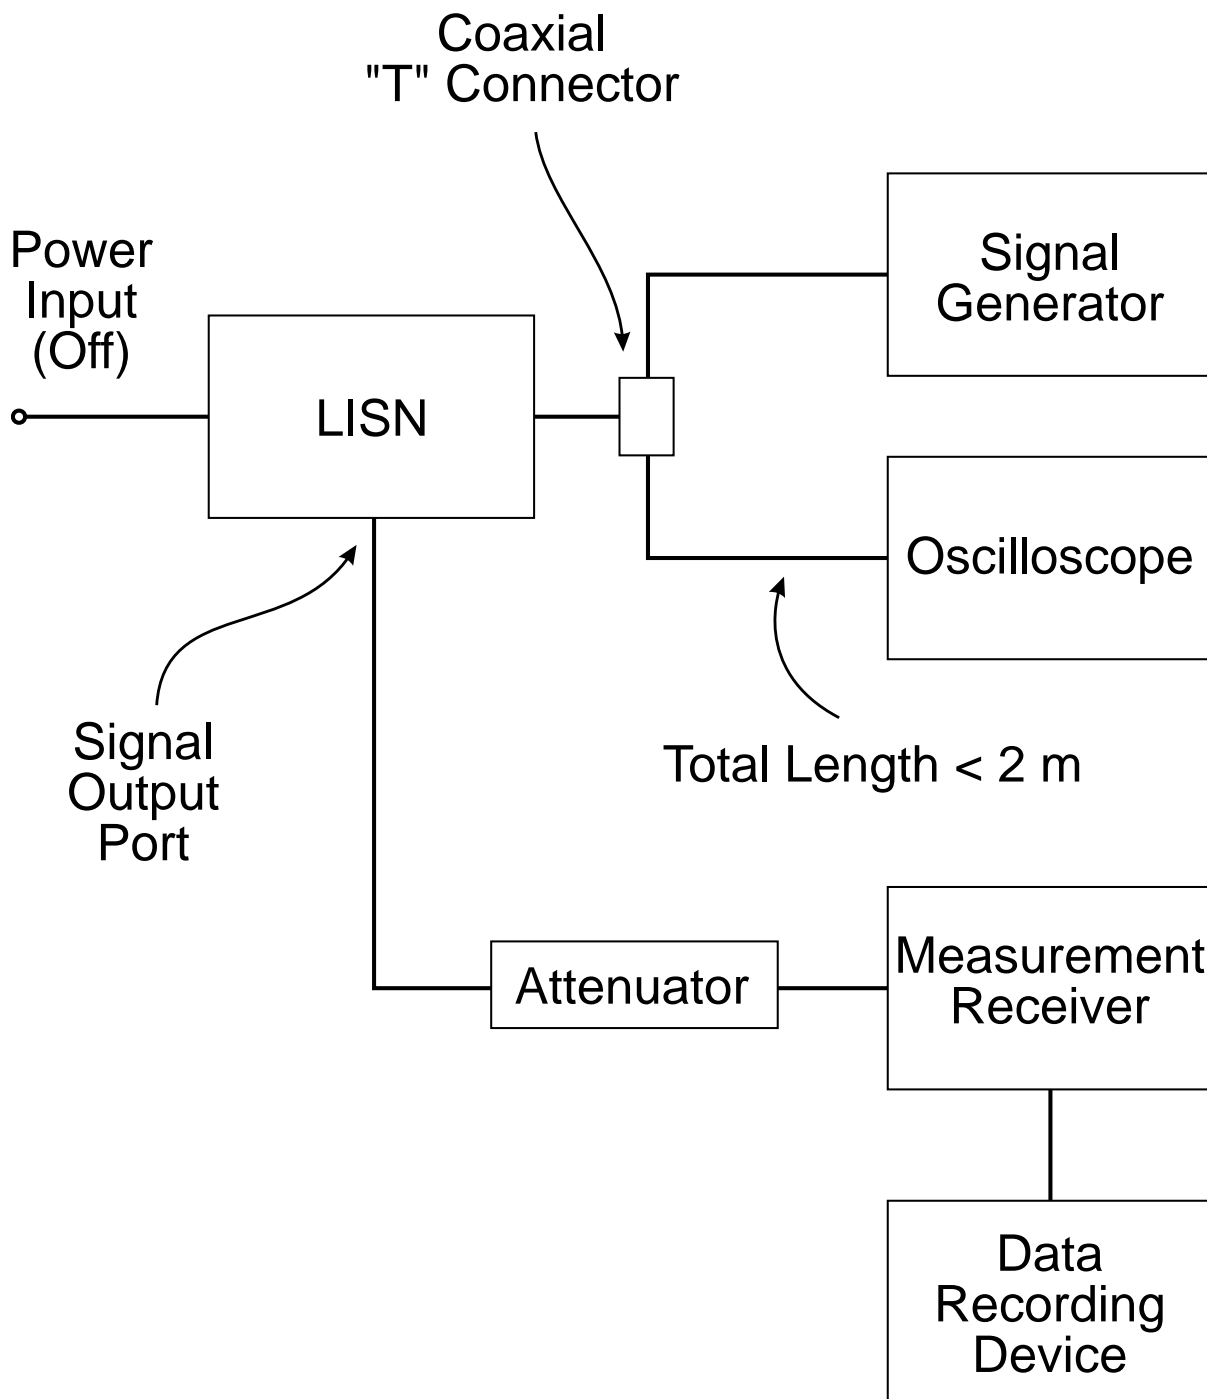 Coaxial
"T" Connector
Power
Input
(Off)
Signal
Generator
LISN
Oscilloscope
Signal
Output
Port
Total Length < 2 m
Attenuator
Measurement
Receiver
Data
Recording
Device